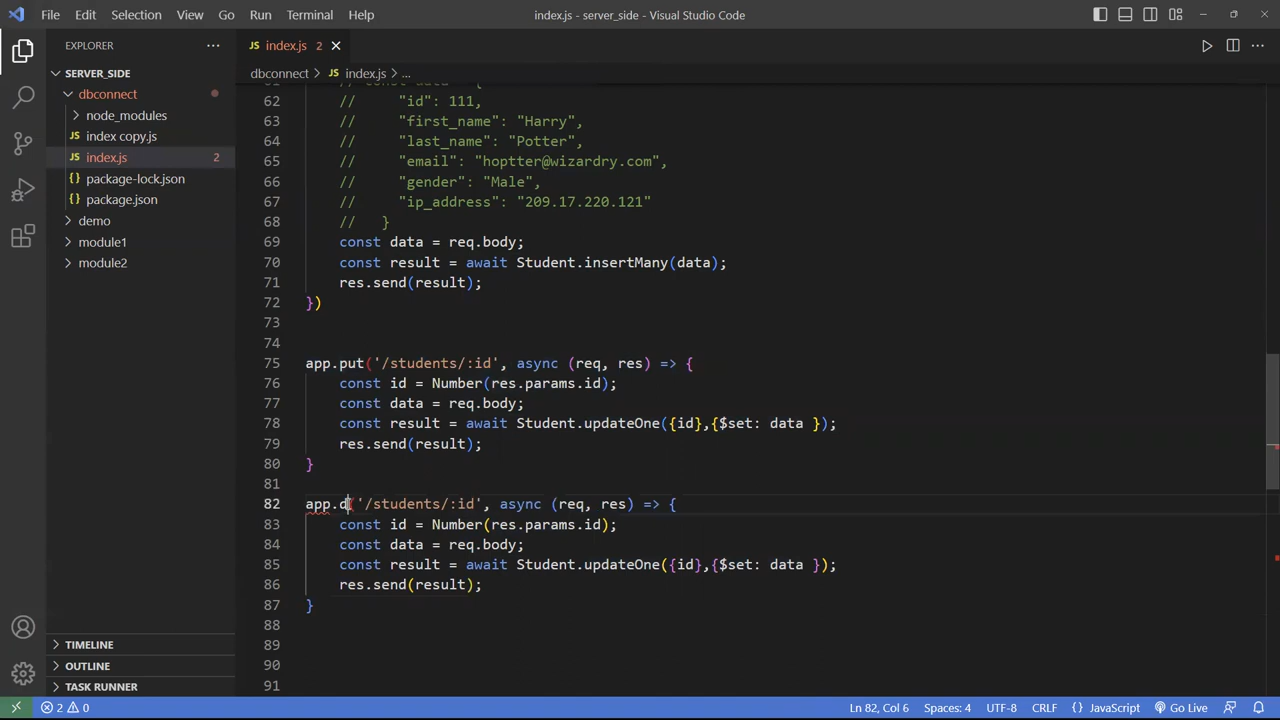 File Edit Selection View Go Run Terminal Help index.js - server_side - Visual Studio Code
EXPLORER
SERVER_SIDE
dbconnect
node_modules
index copy.js
index.js 2
package-lock.json
package.json
demo
module1
module2
TIMELINE
OUTLINE
TASK RUNNER
index.js 2
dbconnect > index.js > ...
62 // "id": 111,
63 // "first_name": "Harry",
64 // "last_name": "Potter",
65 // "email": "hoptter@wizardry.com",
66 // "gender": "Male",
67 // "ip_address": "209.17.220.121"
68 // }
69 const data = req.body;
70 const result = await Student.insertMany(data);
71 res.send(result);
72 })
73
74
75 app.put('/students/:id', async (req, res) => {
76 const id = Number(res.params.id);
77 const data = req.body;
78 const result = await Student.updateOne({id},{$set: data });
79 res.send(result);
80 }
81
82 app.d('/students/:id', async (req, res) => {
83 const id = Number(res.params.id);
84 const data = req.body;
85 const result = await Student.updateOne({id},{$set: data });
86 res.send(result);
87 }
88
89
90
91
2 0 Ln 82, Col 6 Spaces: 4 UTF-8 CRLF {} JavaScript Go Live